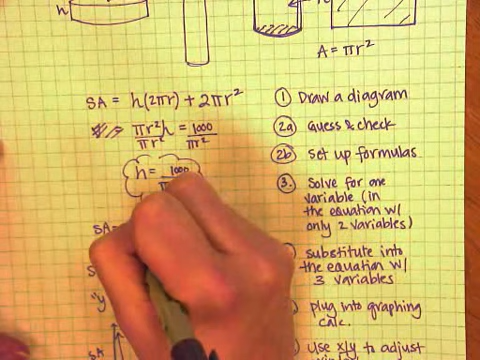 h
h
A = πr²
SA = h(2πr) + 2πr²
πr²h = 1000
πr² πr²
h = 1000
① Draw a diagram
②a Guess & check
②b Set up formulas
③. Solve for one
variable (in
the equation w/
only 2 variables)
SA=
substitute into
the equation w/
3 variables
S
"y
plug into graphing
calc.
SA
Use x/y to adjust